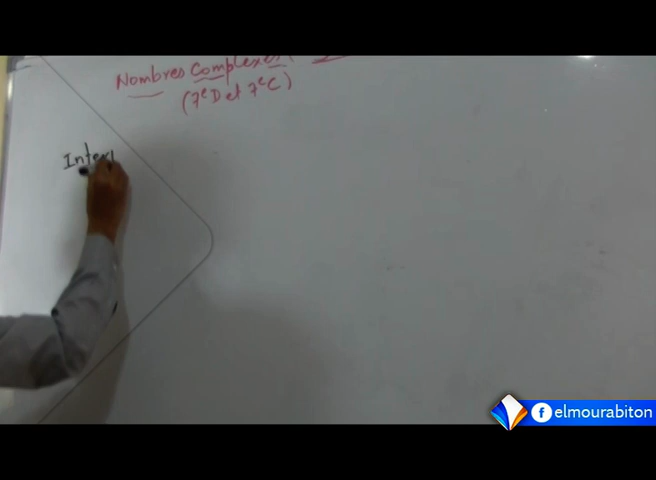 Nombres Complexes
(7eD et 7eC)
Inter
elmourabiton